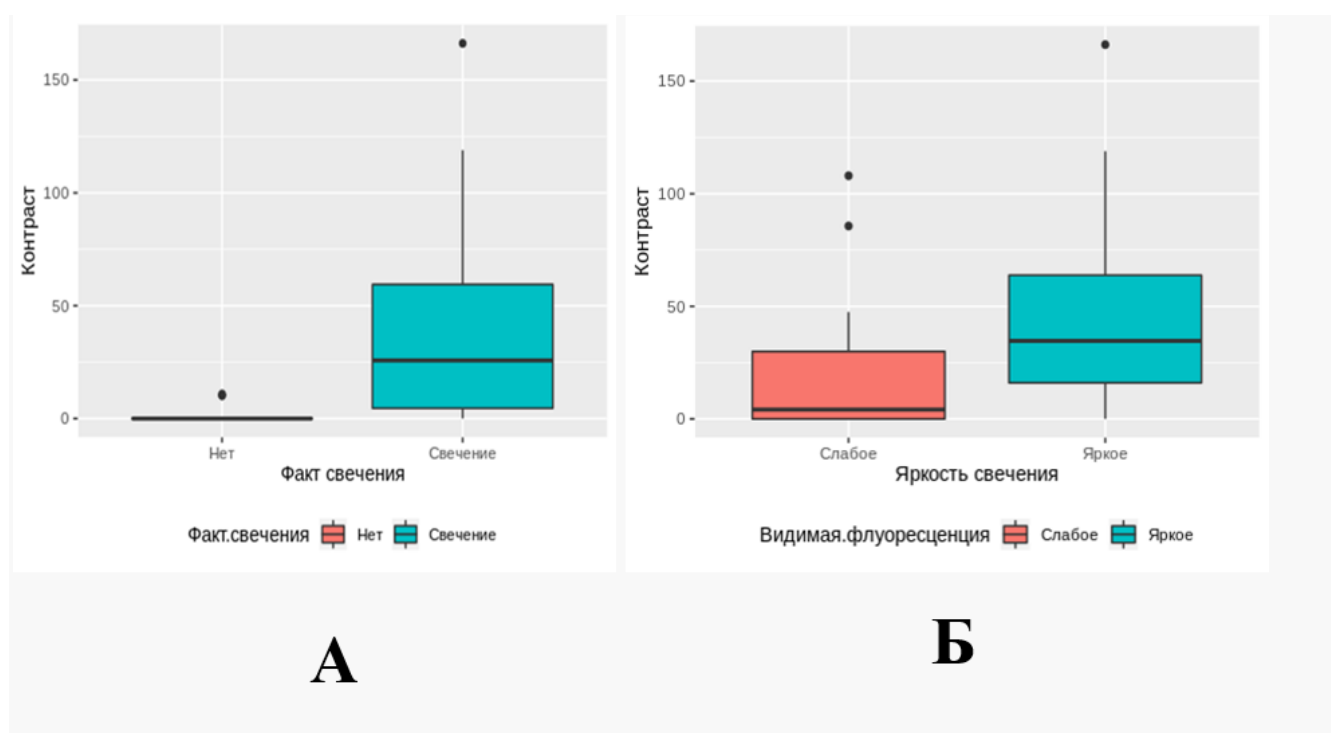 150
100
50
0
Контраст
Нет
Свечение
Факт свечения
Факт.свечения
Нет
Свечение
А
150
100
50
0
Контраст
Слабое
Яркое
Яркость свечения
Видимая.флуоресценция
Слабое
Яркое
Б